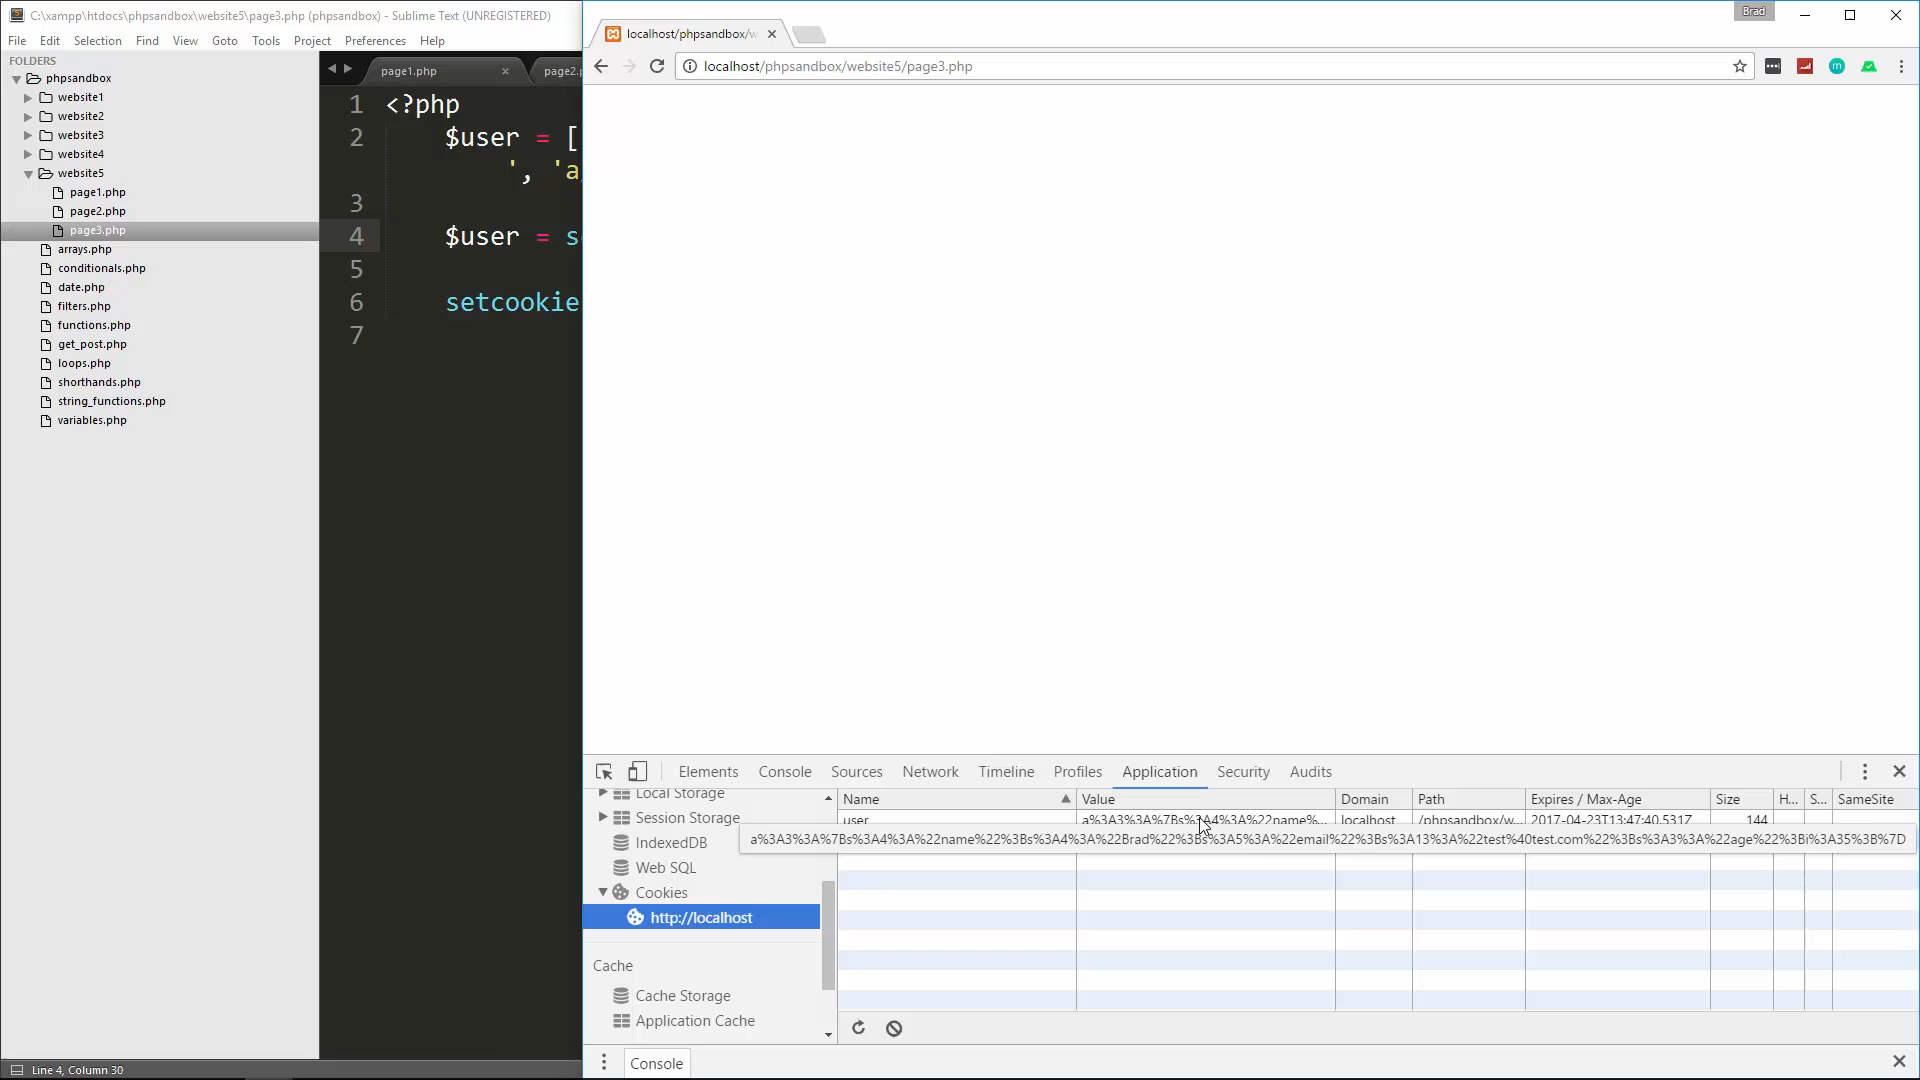 C:\xampp\htdocs\phpsandbox\website5\page3.php (phpsandbox) - Sublime Text (UNREGISTERED)
File Edit Selection Find View Goto Tools Project Preferences Help
FOLDERS
phpsandbox
website1
website2
website3
website4
website5
page1.php
page2.php
page3.php
arrays.php
conditionals.php
date.php
filters.php
functions.php
get_post.php
loops.php
shorthands.php
string_functions.php
variables.php
page1.php
page2.
1 <?php
2 $user = [
', 'a
3
4 $user = s
5
6 setcookie
7
Line 4, Column 30
Brad
localhost/phpsandbox/w
localhost/phpsandbox/website5/page3.php
Elements Console Sources Network Timeline Profiles Application Security Audits
Local Storage
Session Storage
IndexedDB
Web SQL
Cookies
http://localhost
Cache
Cache Storage
Application Cache
Name Value Domain Path Expires / Max-Age Size H... S... SameSite
user a%3A3%3A%7Bs%3A4%3A%22name%... localhost /phpsandbox/w... 2017-04-23T13:47:40.531Z 144
a%3A3%3A%7Bs%3A4%3A%22name%22%3Bs%3A4%3A%22Brad%22%3Bs%3A5%3A%22email%22%3Bs%3A13%3A%22test%40test.com%22%3Bs%3A3%3A%22age%22%3Bi%3A35%3B%7D
Console